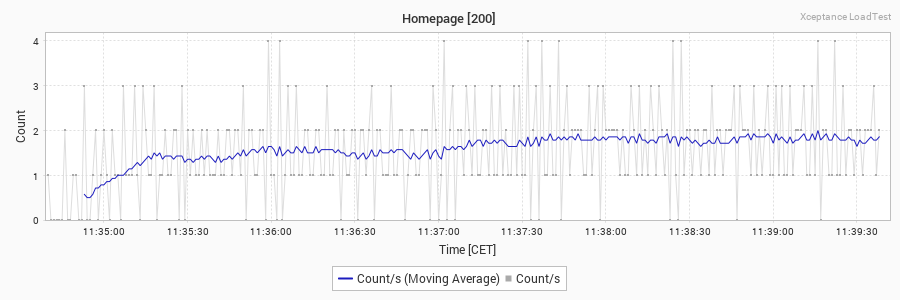 Homepage [200]
Xceptance LoadTest
Count
4
3
2
1
0
11:35:00 11:35:30 11:36:00 11:36:30 11:37:00 11:37:30 11:38:00 11:38:30 11:39:00 11:39:30
Time [CET]
Count/s (Moving Average) Count/s